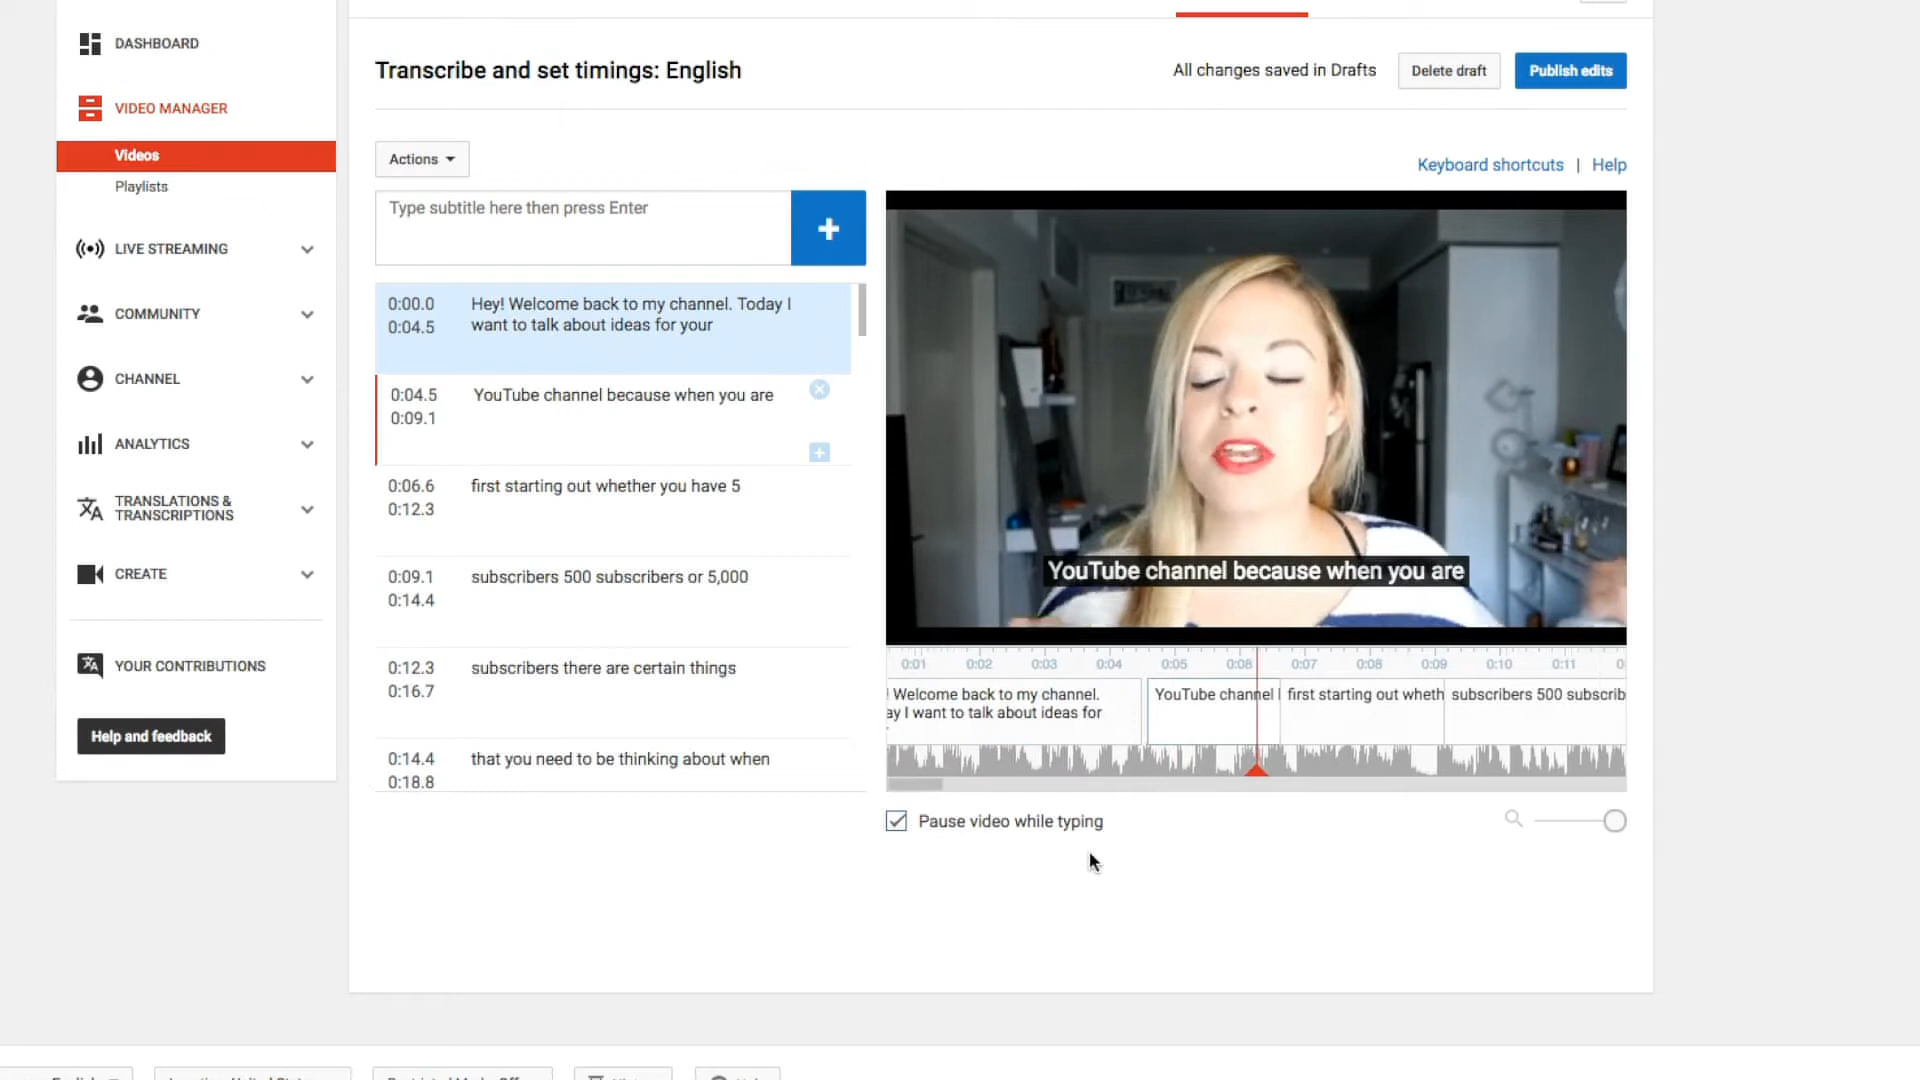 DASHBOARD
VIDEO MANAGER
Videos
Playlists
LIVE STREAMING
COMMUNITY
CHANNEL
ANALYTICS
TRANSLATIONS &
TRANSCRIPTIONS
CREATE
YOUR CONTRIBUTIONS
Help and feedback
Transcribe and set timings: English
All changes saved in Drafts
Delete draft
Publish edits
Actions
Keyboard shortcuts | Help
Type subtitle here then press Enter
0:00.0 Hey! Welcome back to my channel. Today I
0:04.5 want to talk about ideas for your
0:04.5 YouTube channel because when you are
0:09.1
0:06.6 first starting out whether you have 5
0:12.3
0:09.1 subscribers 500 subscribers or 5,000
0:14.4
0:12.3 subscribers there are certain things
0:16.7
0:14.4 that you need to be thinking about when
0:18.8
YouTube channel because when you are
0:01 0:02 0:03 0:04 0:05 0:06 0:07 0:08 0:09 0:10 0:11
Welcome back to my channel. YouTube channel first starting out wheth subscribers 500 subscrib
ay I want to talk about ideas for
Pause video while typing